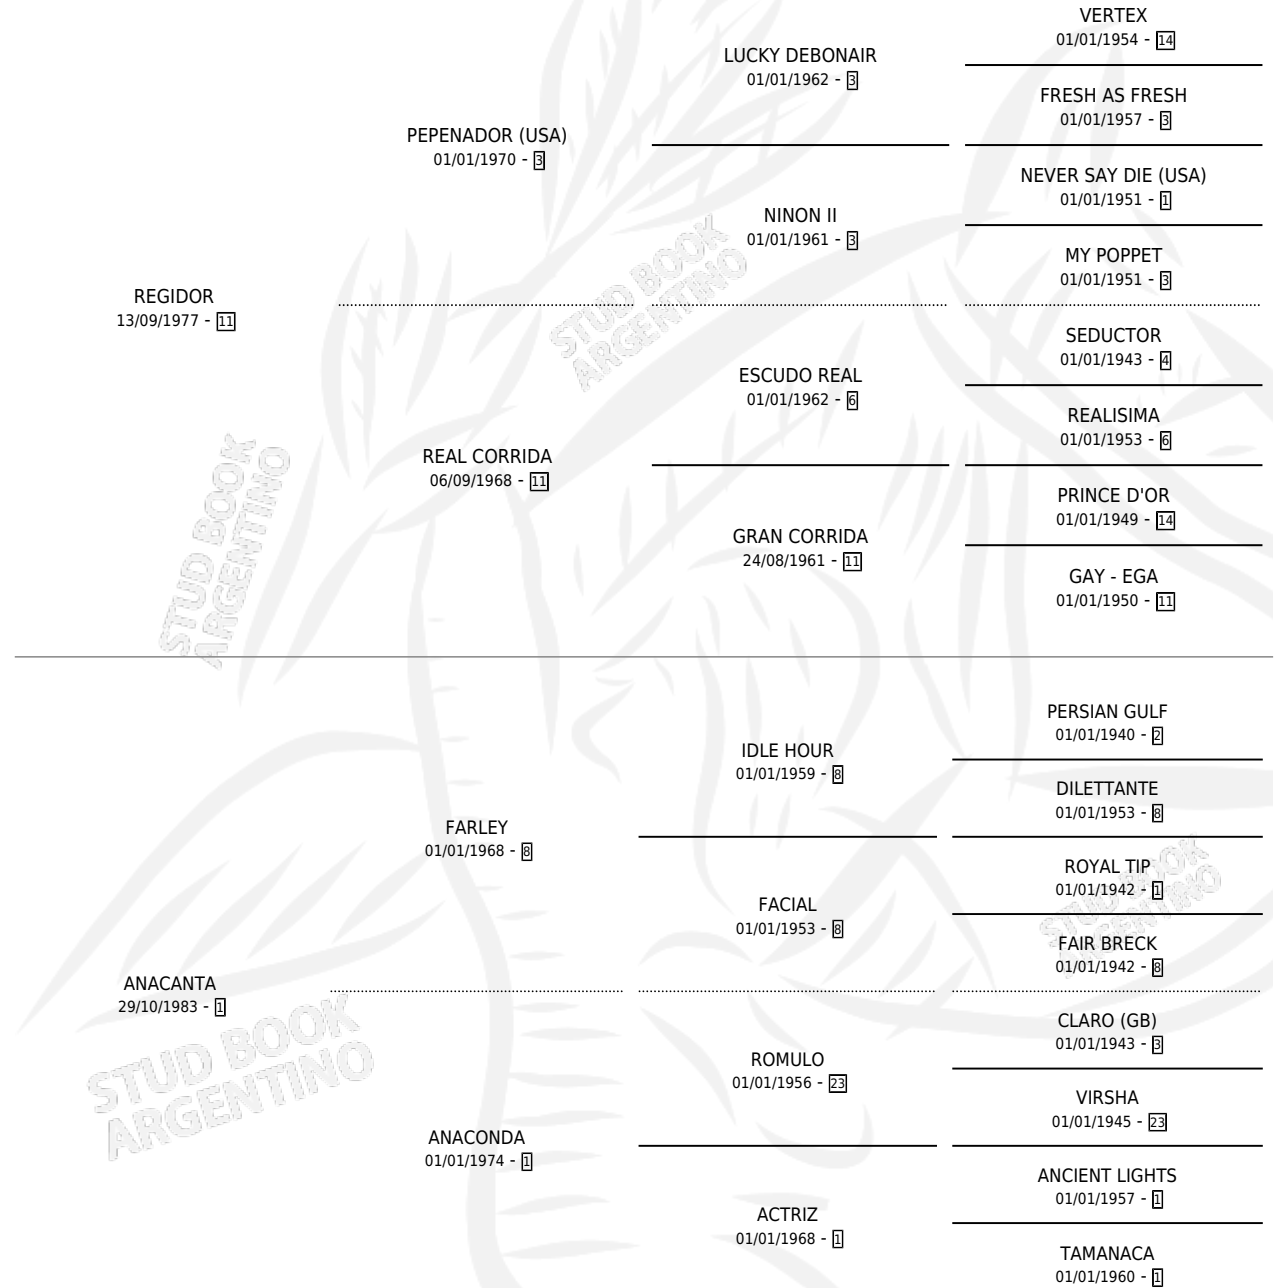 VERTEX
01/01/1954 - 14
LUCKY DEBONAIR
01/01/1962 - 3
FRESH AS FRESH
01/01/1957 - 3
PEPENADOR (USA)
01/01/1970 - 3
NEVER SAY DIE (USA)
01/01/1951 - 1
NINON II
01/01/1961 - 3
MY POPPET
01/01/1951 - 3
REGIDOR
13/09/1977 - 11
SEDUCTOR
01/01/1943 - 4
ESCUDO REAL
01/01/1962 - 6
REALISIMA
01/01/1953 - 6
REAL CORRIDA
06/09/1968 - 11
PRINCE D'OR
01/01/1949 - 14
GRAN CORRIDA
24/08/1961 - 11
GAY - EGA
01/01/1950 - 11
PERSIAN GULF
01/01/1940 - 2
IDLE HOUR
01/01/1959 - 8
DILETTANTE
01/01/1953 - 8
FARLEY
01/01/1968 - 8
ROYAL TIP
01/01/1942 - 1
FACIAL
01/01/1953 - 8
FAIR BRECK
01/01/1942 - 8
ANACANTA
29/10/1983 - 1
CLARO (GB)
01/01/1943 - 3
ROMULO
01/01/1956 - 23
VIRSHA
01/01/1945 - 23
ANACONDA
01/01/1974 - 1
ANCIENT LIGHTS
01/01/1957 - 1
ACTRIZ
01/01/1968 - 1
TAMANACA
01/01/1960 - 1
STUD BOOK
ARGENTINO
STUD BOOK
ARGENTINO
STUD BOOK
ARGENTINO
STUD BOOK
ARGENTINO